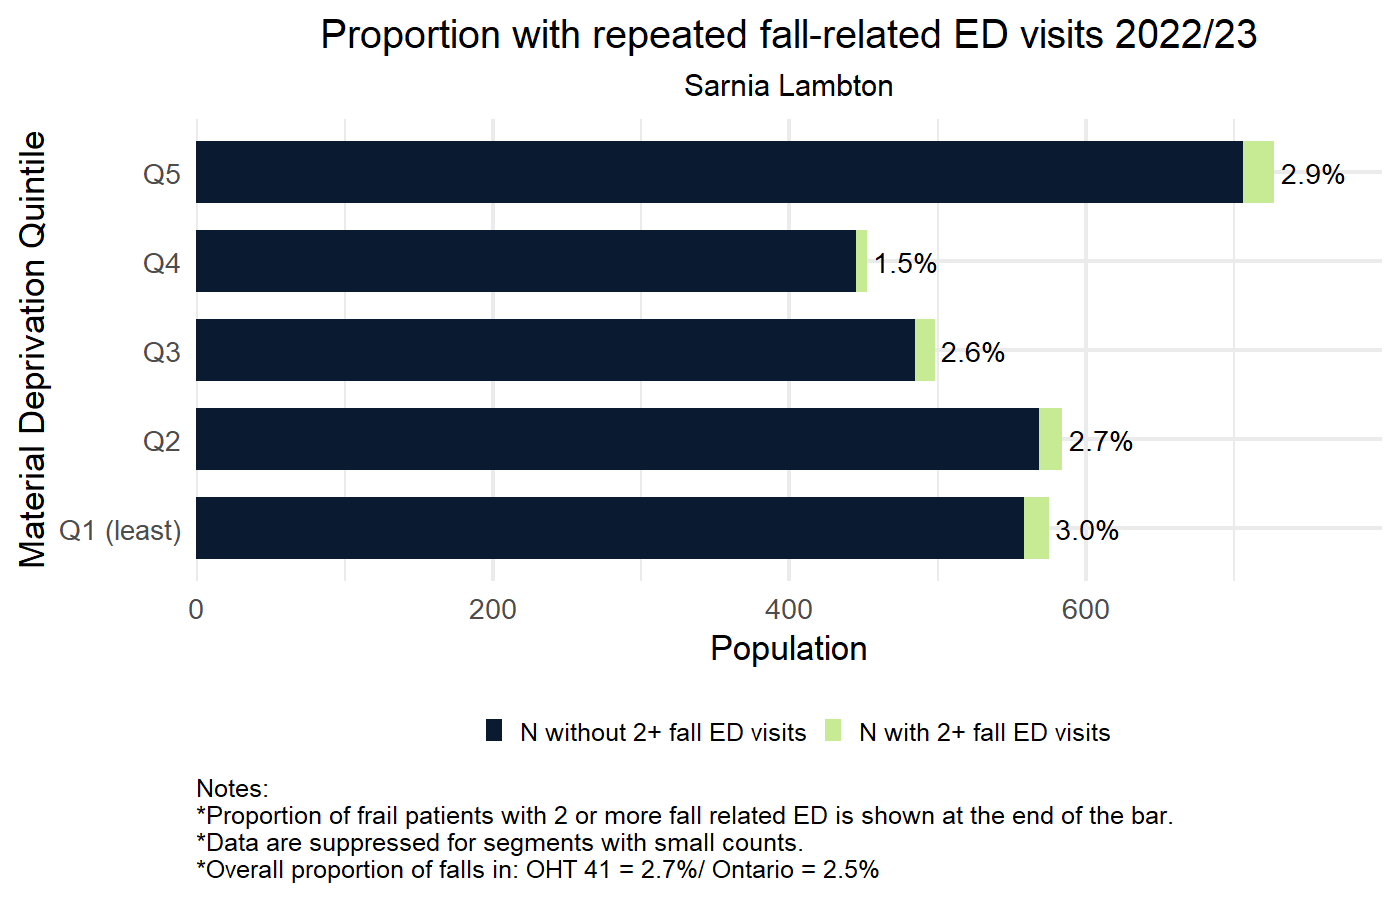 Proportion with repeated fall-related ED visits 2022/23
Sarnia Lambton
Material Deprivation Quintile
Q5
2.9%
Q4
1.5%
Q3
2.6%
Q2
2.7%
Q1 (least)
3.0%
0 200 400 600
Population
N without 2+ fall ED visits N with 2+ fall ED visits
Notes:
*Proportion of frail patients with 2 or more fall related ED is shown at the end of the bar.
*Data are suppressed for segments with small counts.
*Overall proportion of falls in: OHT 41 = 2.7%/ Ontario = 2.5%